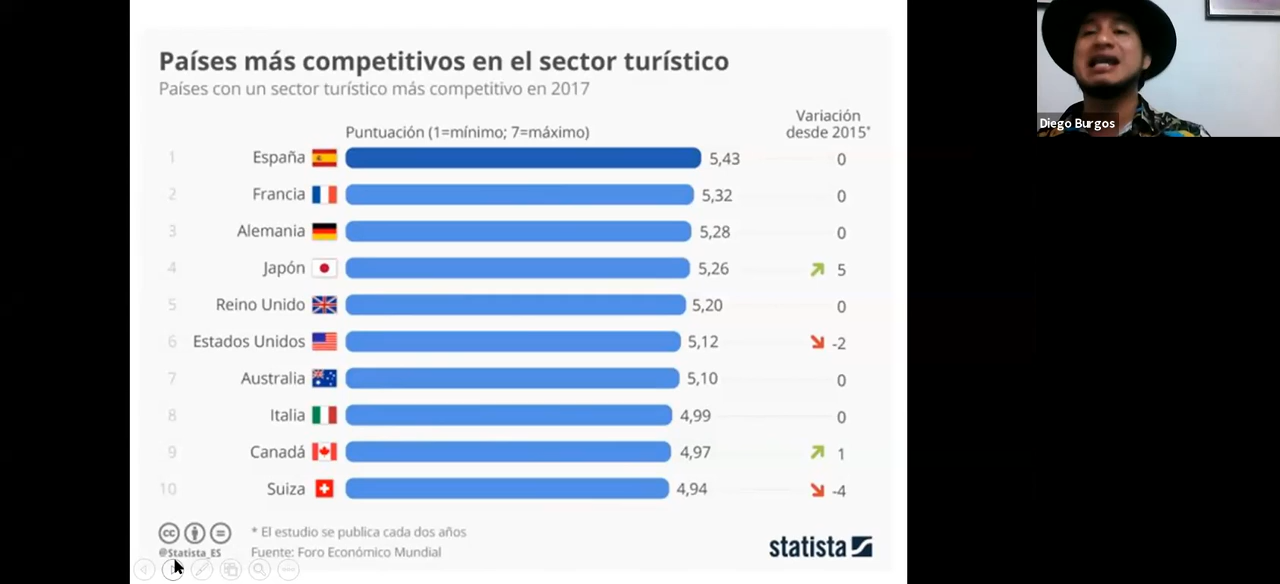 Países más competitivos en el sector turístico
Países con un sector turístico más competitivo en 2017
Puntuación (1=mínimo; 7=máximo)
Variación
desde 2015*
1 España 5,43 0
2 Francia 5,32 0
3 Alemania 5,28 0
4 Japón 5,26 5
5 Reino Unido 5,20 0
6 Estados Unidos 5,12 -2
7 Australia 5,10 0
8 Italia 4,99 0
9 Canadá 4,97 1
10 Suiza 4,94 -4
* El estudio se publica cada dos años
@Statista_ES
Fuente: Foro Económico Mundial
statista
Diego Burgos